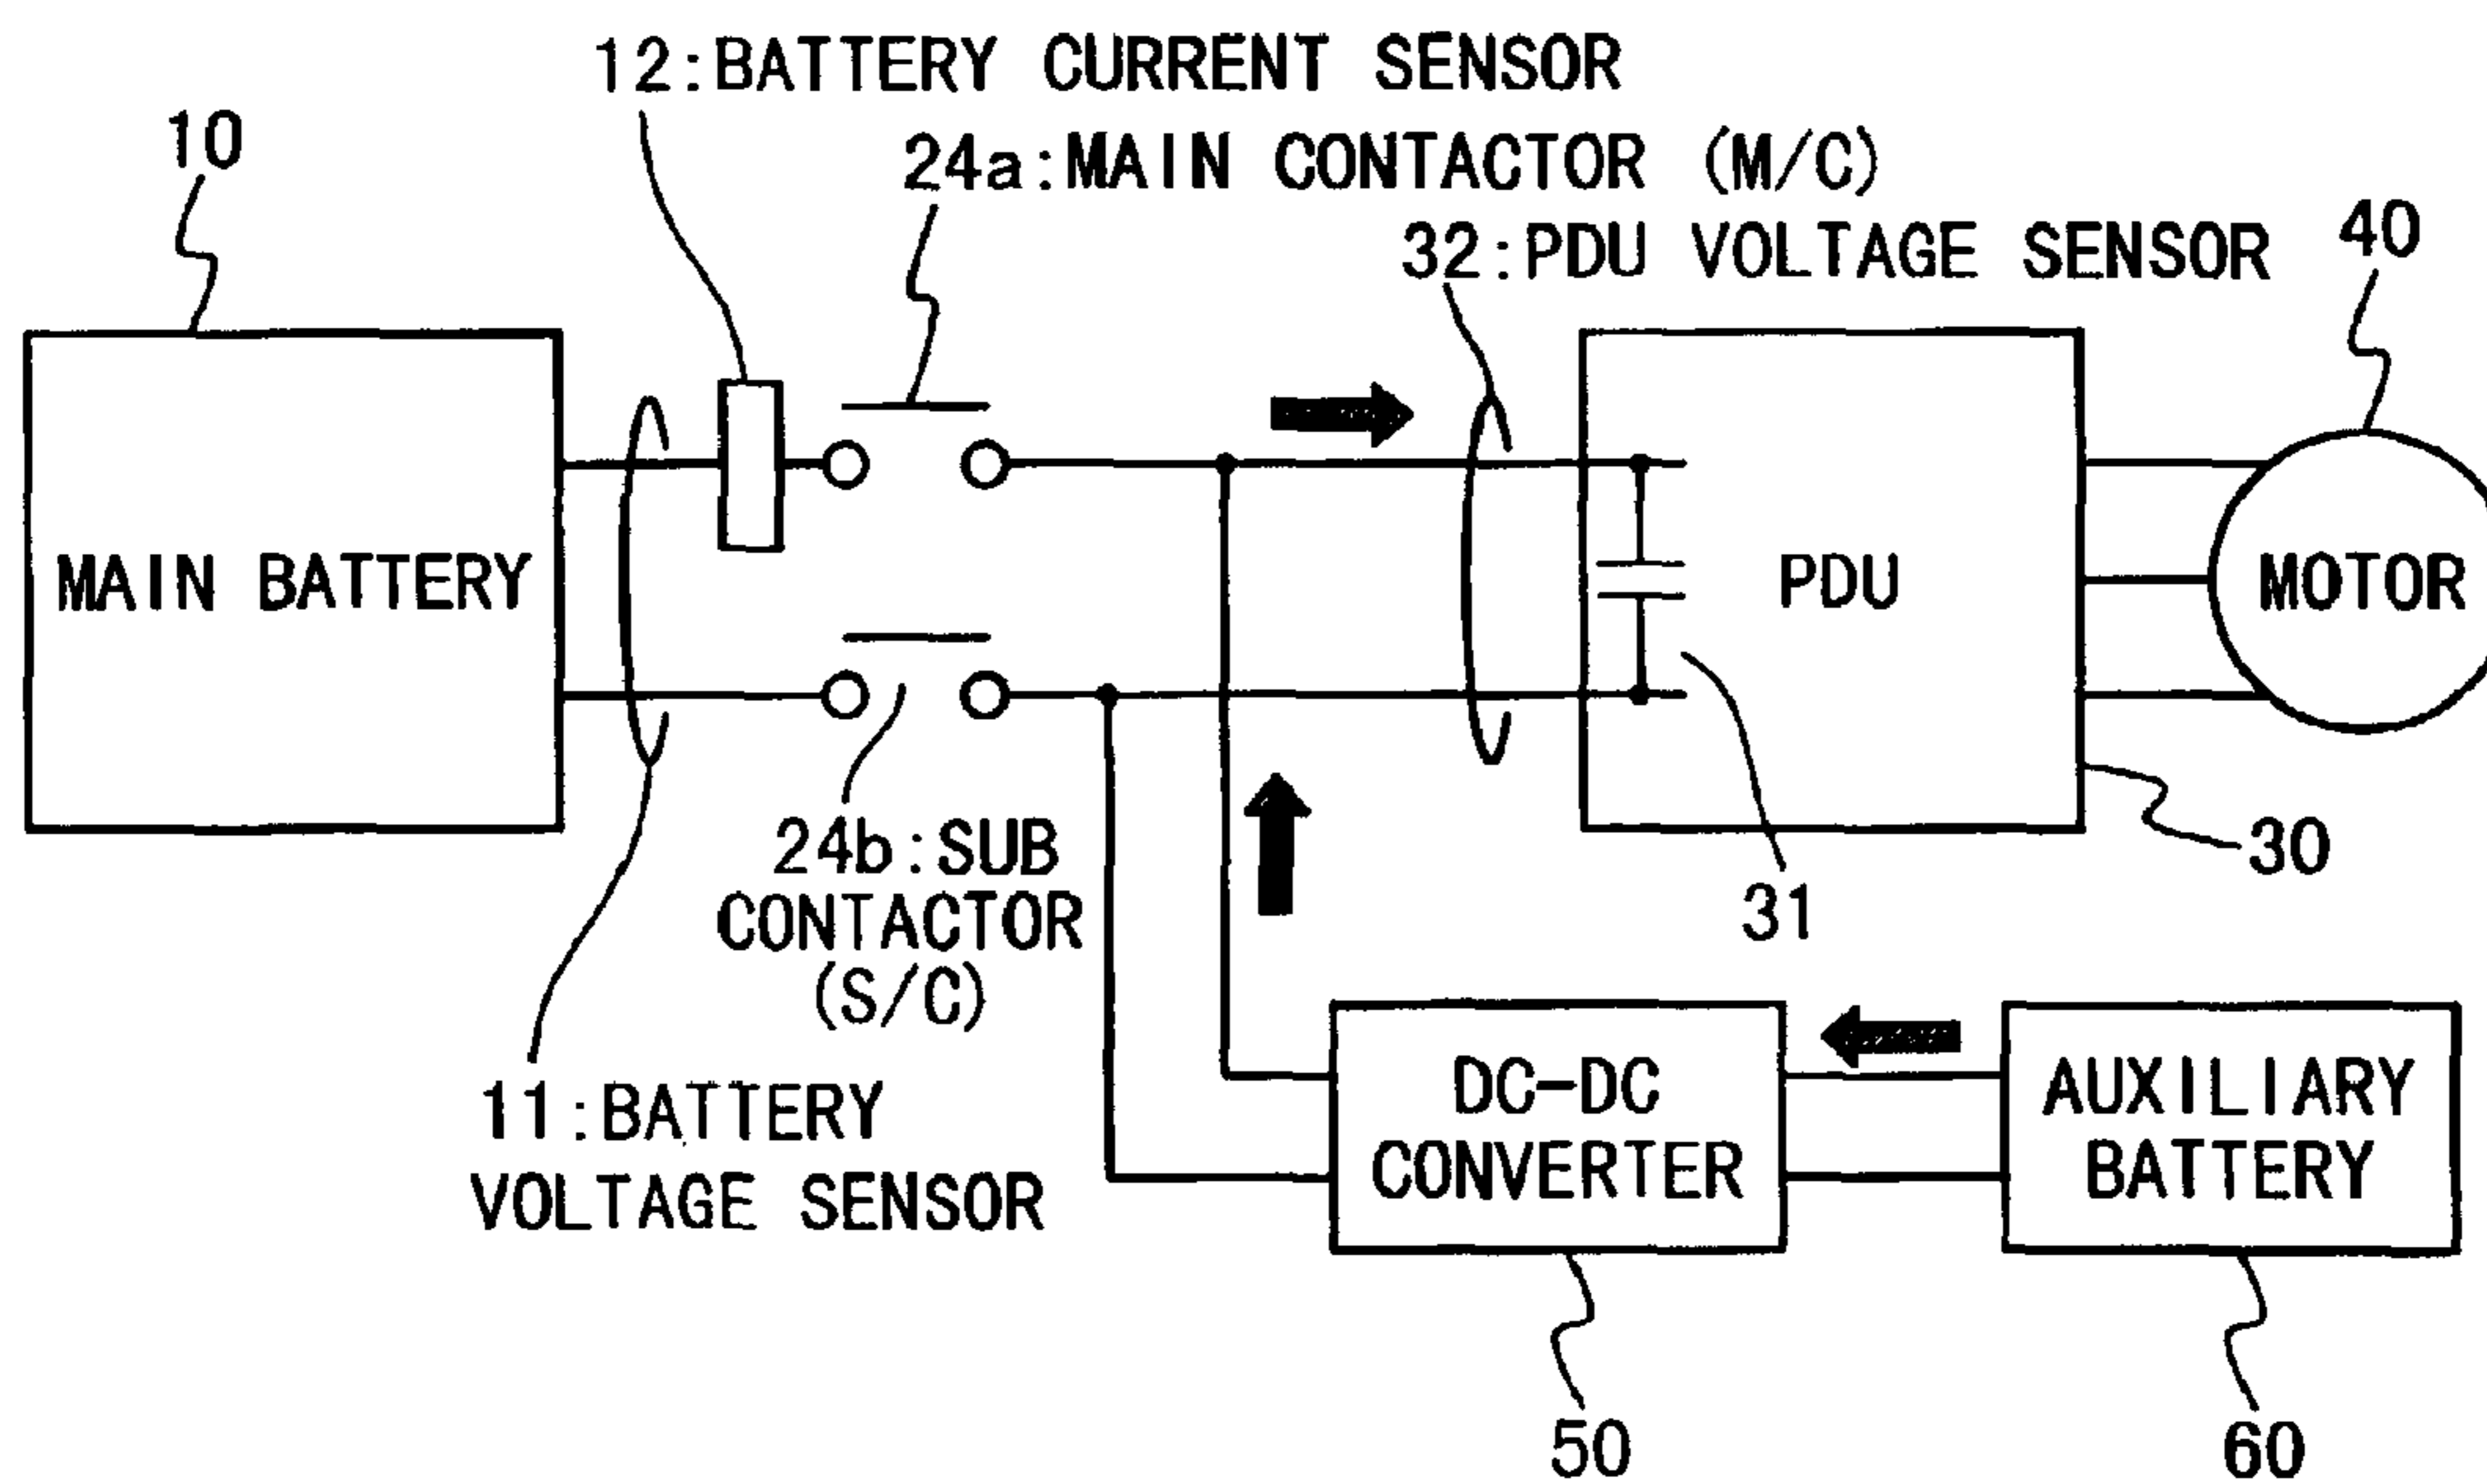 12:BATTERY CURRENT SENSOR
10
24a:MAIN CONTACTOR (M/C)
32:PDU VOLTAGE SENSOR
40
MAIN BATTERY
PDU
MOTOR
24b:SUB
CONTACTOR
(S/C)
30
31
11:BATTERY
VOLTAGE SENSOR
DC-DC
CONVERTER
AUXILIARY
BATTERY
50
60